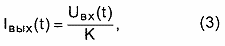 Iвых(t) = Uвх(t) / K, (3)